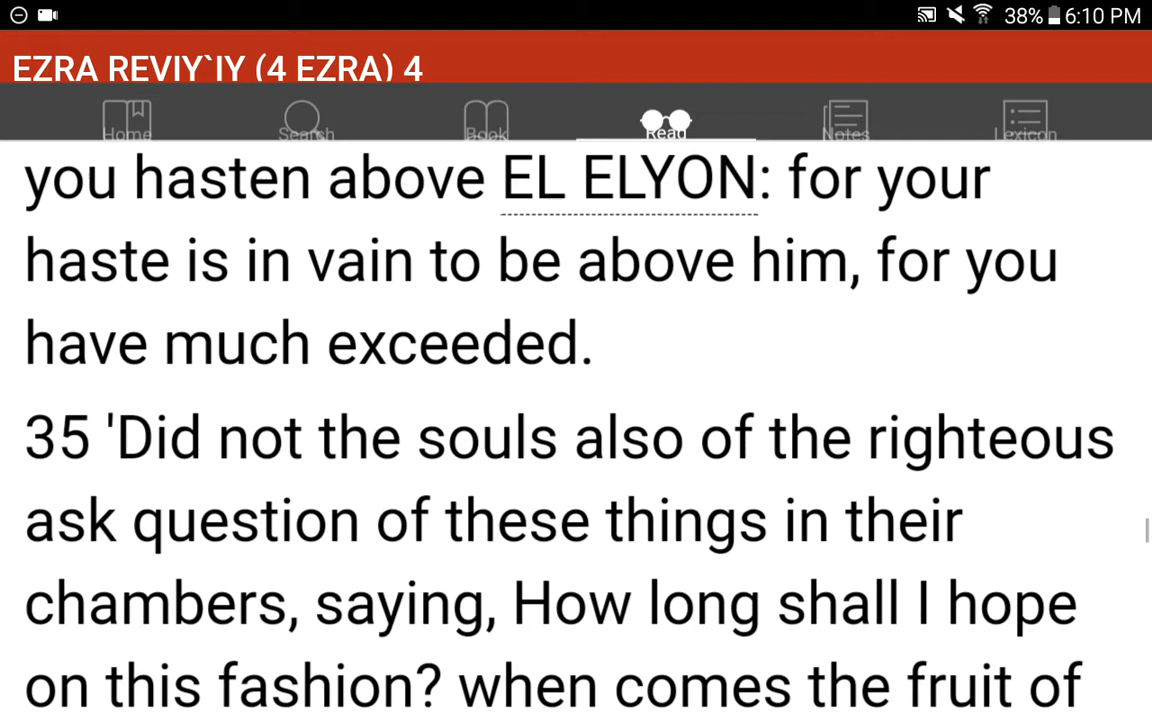 38% 6:10 PM
EZRA REVIY`IY (4 EZRA) 4
Home Search Book Read Notes Lexicon
you hasten above EL ELYON: for your
haste is in vain to be above him, for you
have much exceeded.
35 'Did not the souls also of the righteous
ask question of these things in their
chambers, saying, How long shall I hope
on this fashion? when comes the fruit of